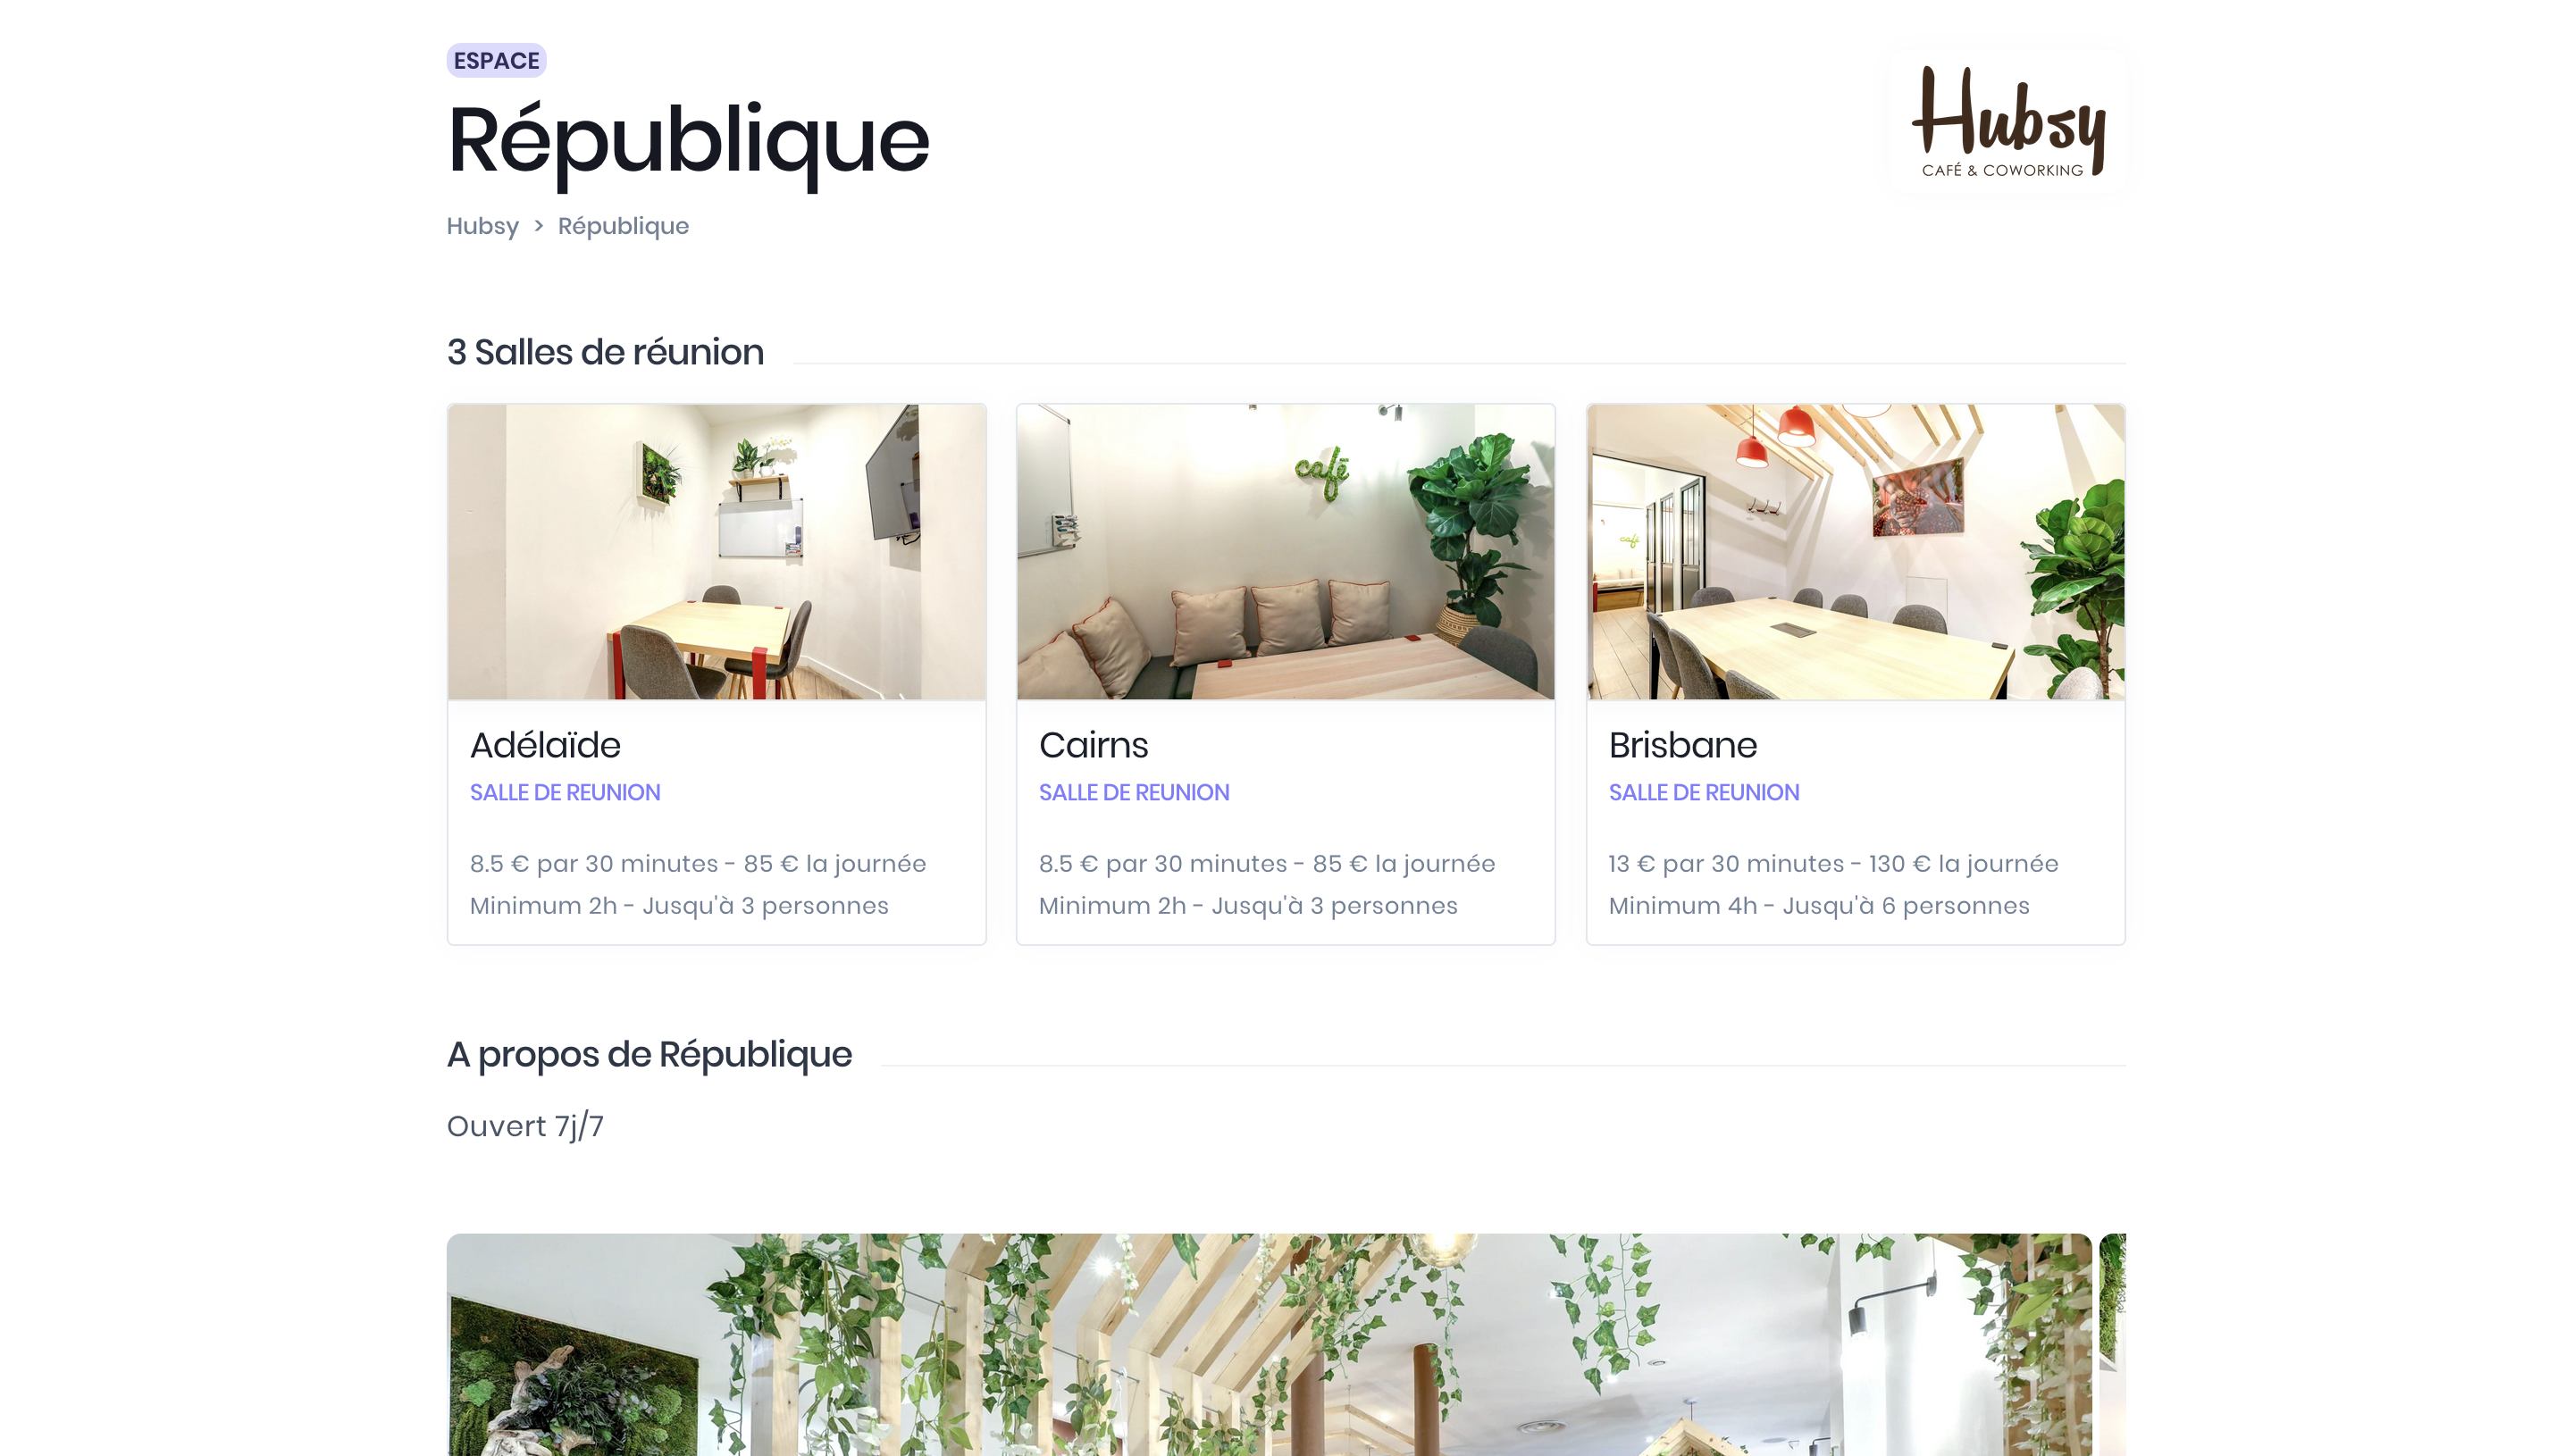 ESPACE
République
Hubsy
CAFÉ & COWORKING
Hubsy > République
3 Salles de réunion
café
café
Adélaïde
SALLE DE REUNION
8.5 € par 30 minutes - 85 € la journée
Minimum 2h - Jusqu'à 3 personnes
Cairns
SALLE DE REUNION
8.5 € par 30 minutes - 85 € la journée
Minimum 2h - Jusqu'à 3 personnes
Brisbane
SALLE DE REUNION
13 € par 30 minutes - 130 € la journée
Minimum 4h - Jusqu'à 6 personnes
A propos de République
Ouvert 7j/7